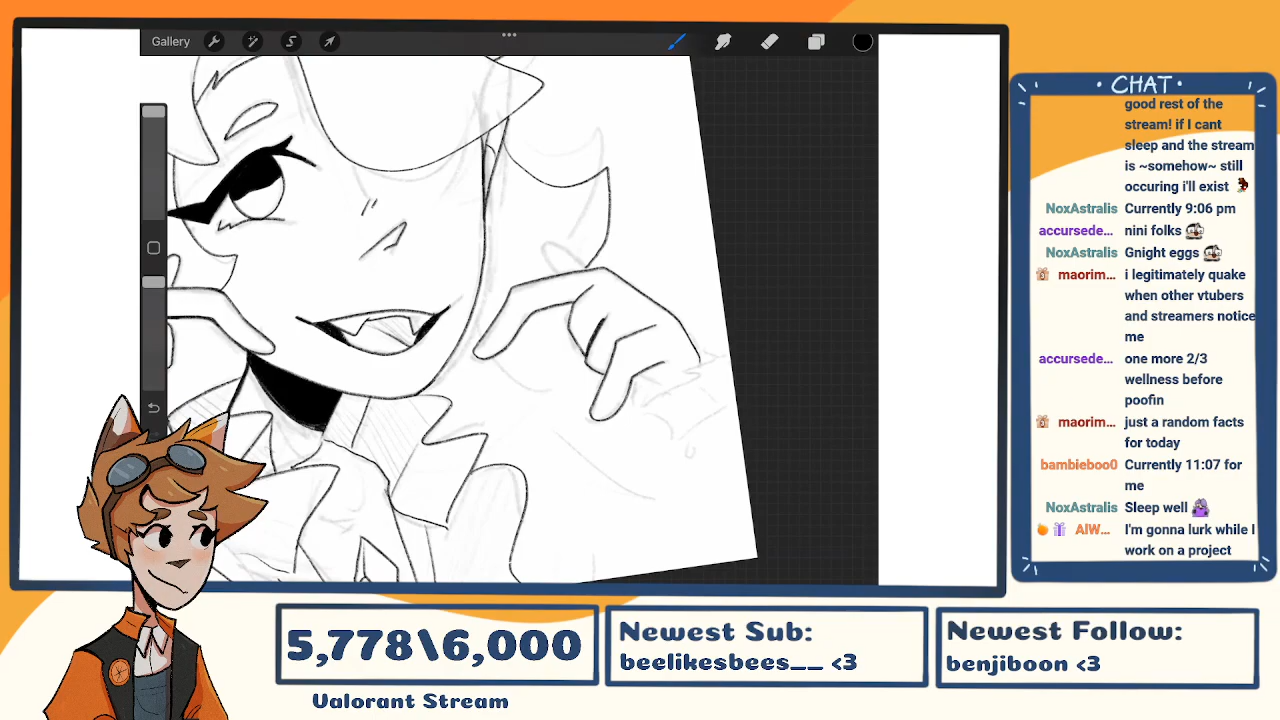 Gallery
• CHAT •
good rest of the
stream! if I cant
sleep and the stream
is ~somehow~ still
occuring i'll exist
NoxAstralis Currently 9:06 pm
accursede... nini folks
NoxAstralis Gnight eggs
maorim... i legitimately quake
when other vtubers
and streamers notice
me
accursede... one more 2/3
wellness before
poofin
maorim... just a random facts
for today
bambieboo0 Currently 11:07 for
me
NoxAstralis Sleep well
AlW... I'm gonna lurk while I
work on a project
5,778\6,000
Valorant Stream
Newest Sub:
beelikesbees__ <3
Newest Follow:
benjiboon <3